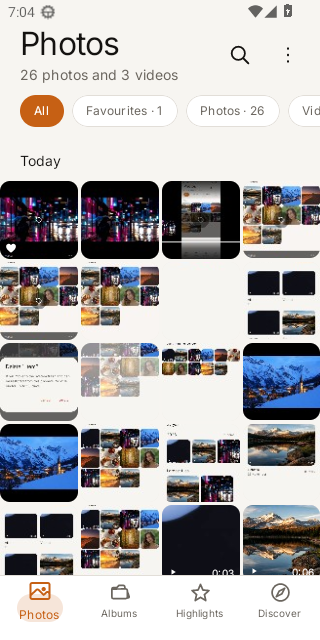 7:04
Photos
26 photos and 3 videos
All
Favourites · 1
Photos · 26
Vid
Today
0:03
0:06
Photos
Albums
Highlights
Discover